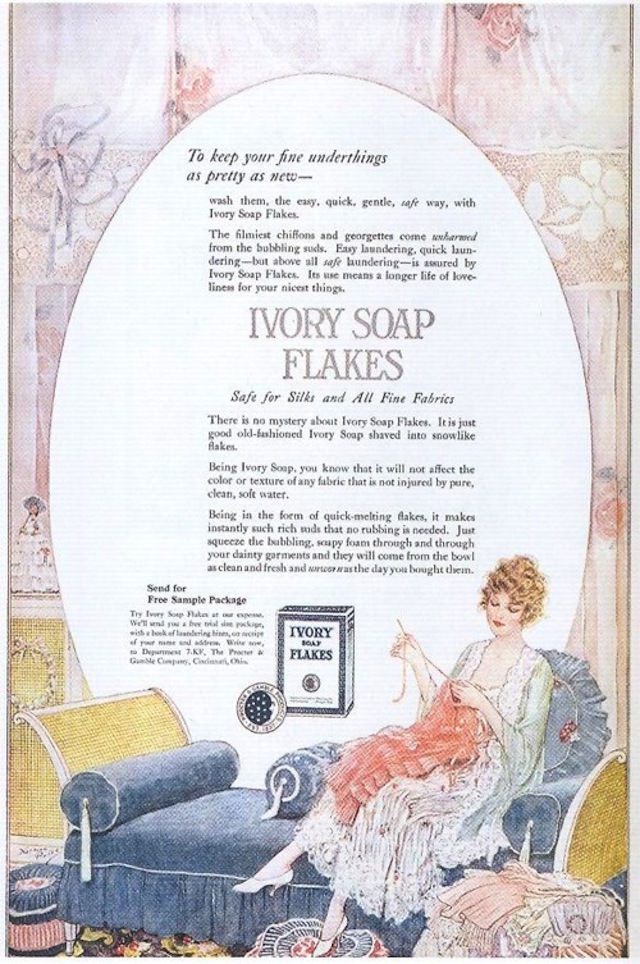 To keep your fine underthings
as pretty as new—
wash them, the easy, quick, gentle, safe way, with
Ivory Soap Flakes.
The filmiest chiffons and georgettes come unharmed
from the bubbling suds. Easy laundering, quick laun-
dering—but above all safe laundering—is assured by
Ivory Soap Flakes. Its use means a longer life of love-
liness for your nicest things.
IVORY SOAP
FLAKES
Safe for Silks and All Fine Fabrics
There is no mystery about Ivory Soap Flakes. It is just
good old-fashioned Ivory Soap shaved into snowlike
flakes.
Being Ivory Soap, you know that it will not affect the
color or texture of any fabric that is not injured by pure,
clean, soft water.
Being in the form of quick-melting flakes, it makes
instantly such rich suds that no rubbing is needed. Just
squeeze the bubbling, soapy foam through and through
your dainty garments and they will come from the bowl
as clean and fresh and unworn as the day you bought them.
Send for
Free Sample Package
Try Ivory Soap Flakes at our expense.
We'll send you a free trial size package,
with a book of laundering hints, on receipt
of your name and address. Write now,
to Department 7-KF, The Procter &
Gamble Company, Cincinnati, Ohio.
IVORY
SOAP
FLAKES